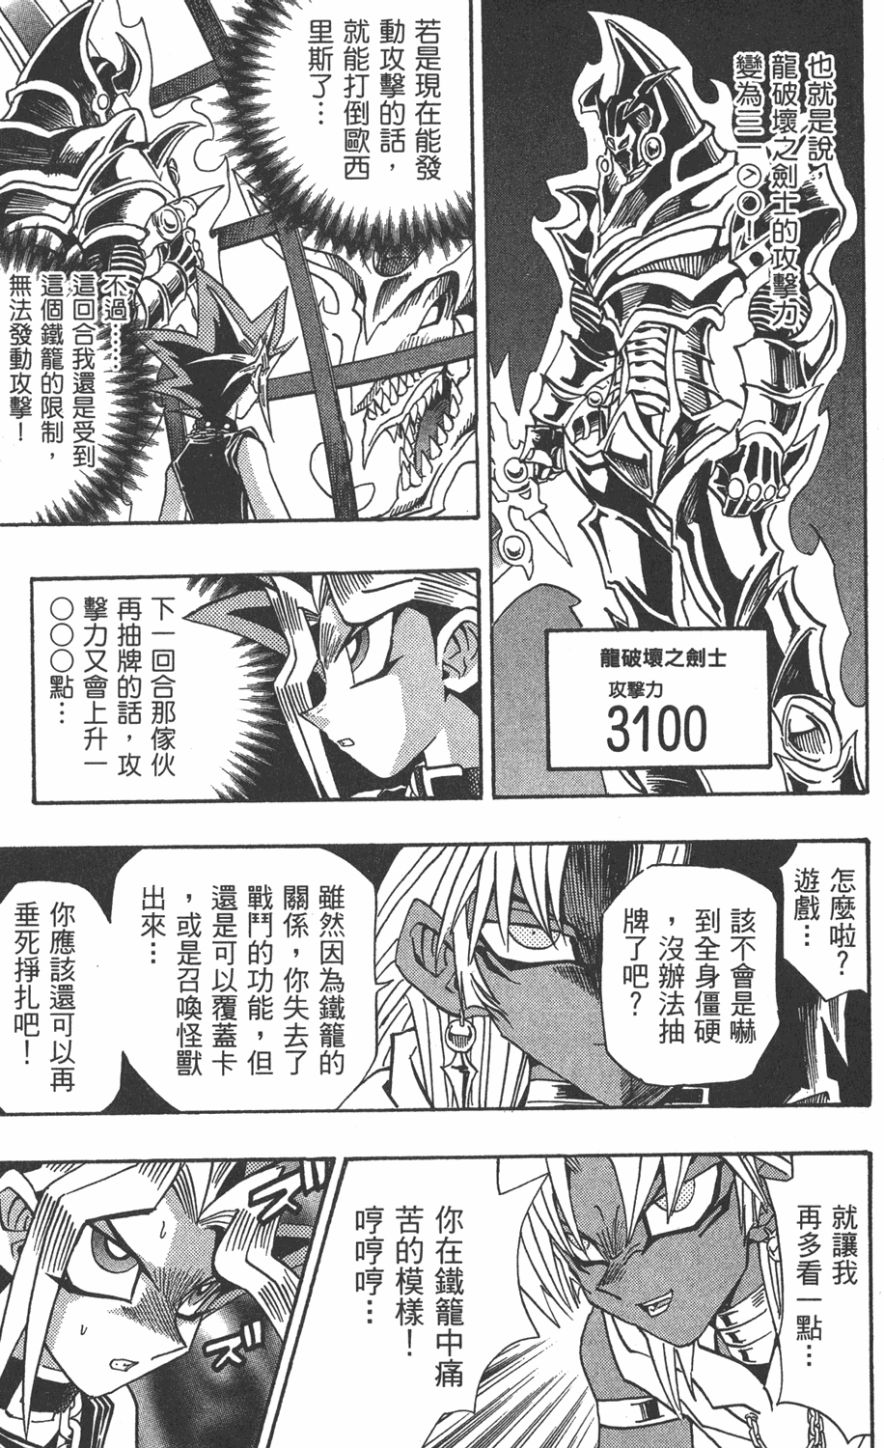 也就是說，
龍破壞之劍士的攻擊力
變為三一〇〇！
龍破壞之劍士
攻擊力
3100
若是現在能發
動攻擊的話，
就能打倒歐西
里斯了…
不過……
這回合我還是受到
這個鐵籠的限制，
無法發動攻擊！
下一回合那傢伙
再抽牌的話，攻
擊力又會上升一
〇〇〇點…
怎麼啦？
遊戲…
該不會是嚇
到全身僵硬
，沒辦法抽
牌了吧？
雖然因為鐵籠的
關係，你失去了
戰鬥的功能，但
還是可以覆蓋卡
，或是召喚怪獸
出來…
你應該還可以再
垂死掙扎吧！
就讓我
再多看一點…
你在鐵籠中痛
苦的模樣！
哼哼哼…
ズズ
ズ